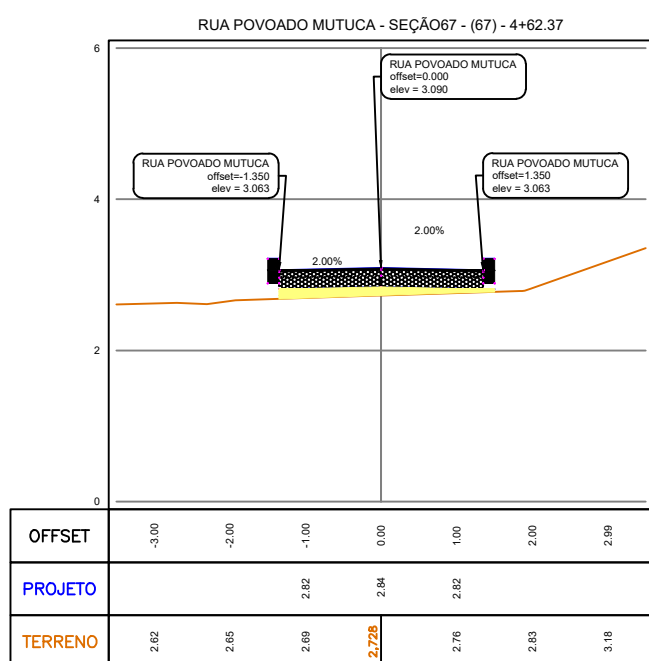 RUA POVOADO MUTUCA - SEÇÃO67 - (67) - 4+62.37
6
RUA POVOADO MUTUCA
offset=0.000
elev = 3.090
RUA POVOADO MUTUCA
offset=-1.350
elev = 3.063
RUA POVOADO MUTUCA
offset=1.350
elev = 3.063
4
2.00%
2.00%
2
0
OFFSET -3.00 -2.00 -1.00 0.00 1.00 2.00 2.99
PROJETO 2.82 2.84 2.82
TERRENO 2.62 2.65 2.69 2,728 2.76 2.83 3.18